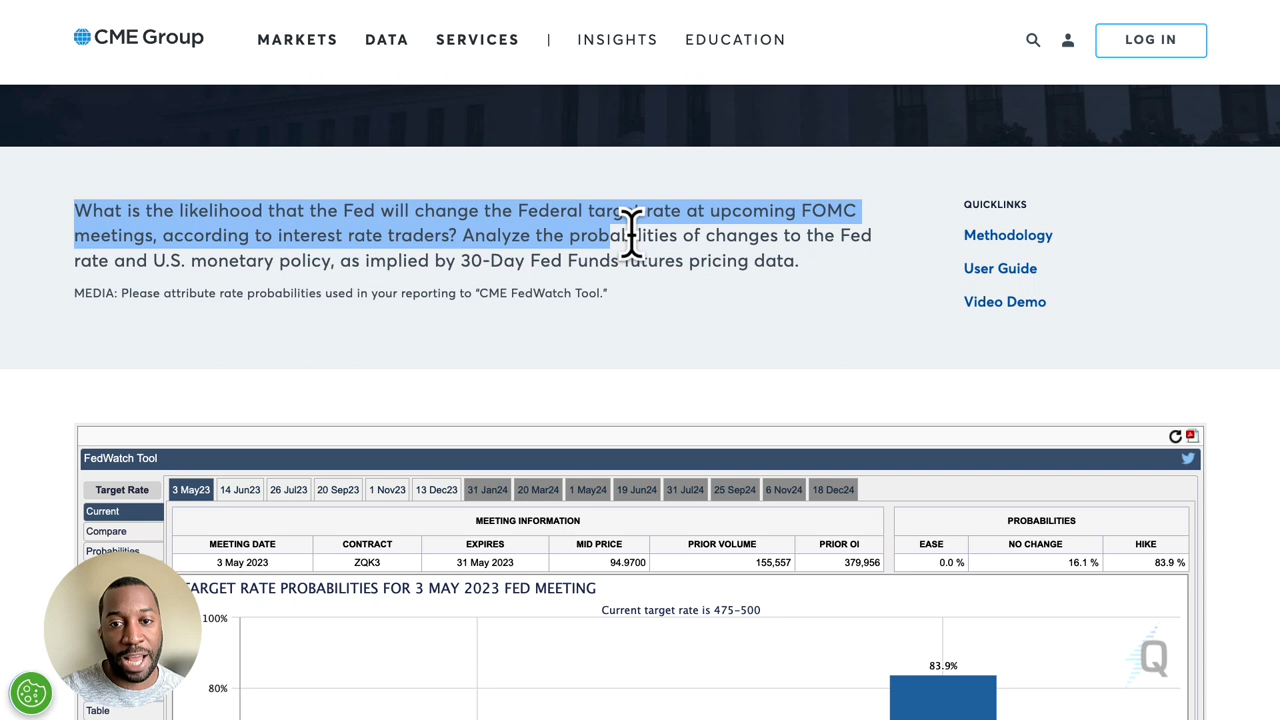 CME Group
MARKETS DATA SERVICES | INSIGHTS EDUCATION
LOG IN
What is the likelihood that the Fed will change the Federal target rate at upcoming FOMC
meetings, according to interest rate traders? Analyze the probabilities of changes to the Fed
rate and U.S. monetary policy, as implied by 30-Day Fed Funds futures pricing data.
MEDIA: Please attribute rate probabilities used in your reporting to “CME FedWatch Tool.”
QUICKLINKS
Methodology
User Guide
Video Demo
FedWatch Tool
Target Rate
Current
Compare
Probabilities
Table
3 May23 14 Jun23 26 Jul23 20 Sep23 1 Nov23 13 Dec23 31 Jan24 20 Mar24 1 May24 19 Jun24 31 Jul24 25 Sep24 6 Nov24 18 Dec24
MEETING INFORMATION
MEETING DATE CONTRACT EXPIRES MID PRICE PRIOR VOLUME PRIOR OI
3 May 2023 ZQK3 31 May 2023 94.9700 155,557 379,956
PROBABILITIES
EASE NO CHANGE HIKE
0.0 % 16.1 % 83.9 %
TARGET RATE PROBABILITIES FOR 3 MAY 2023 FED MEETING
Current target rate is 475-500
100%
83.9%
80%
Q